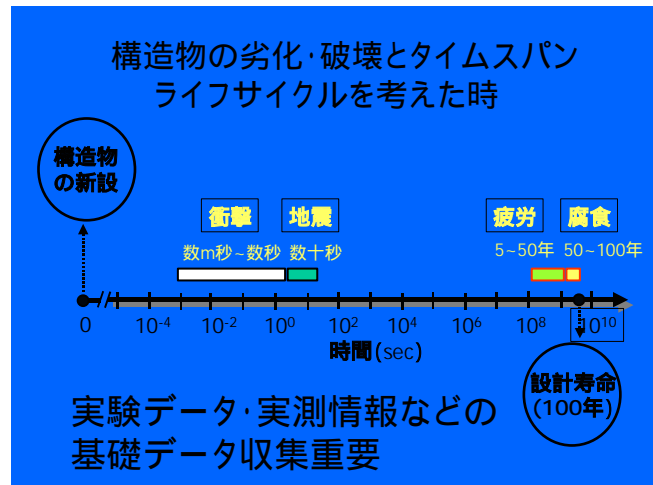 構造物の劣化･破壊とタイムスパン
ライフサイクルを考えた時
構造物
の新設
衝撃 地震 疲労 腐食
数m秒~数秒 数十秒 5~50年 50~100年
0 10⁻⁴ 10⁻² 10⁰ 10² 10⁴ 10⁶ 10⁸ 10¹⁰
時間(sec)
設計寿命
(100年)
実験データ･実測情報などの
基礎データ収集重要